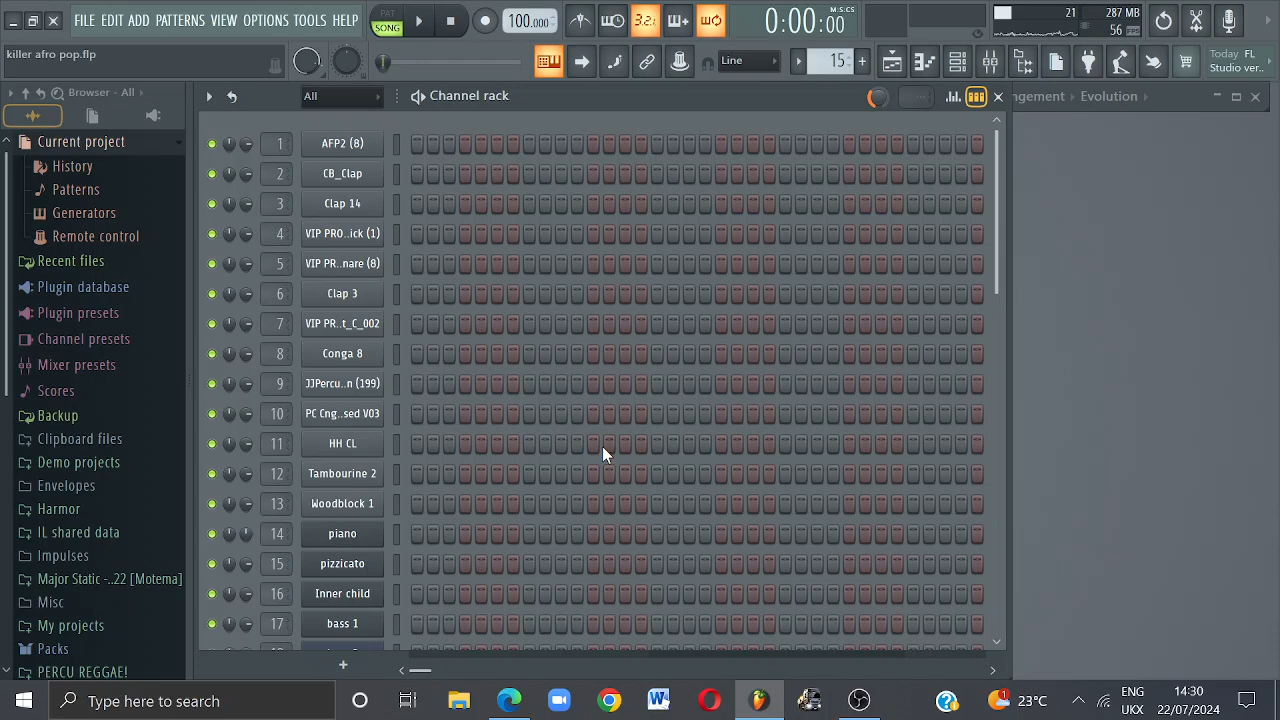 FILE EDIT ADD PATTERNS VIEW OPTIONS TOOLS HELP
PAT
SONG
100.000
3.2.
0:00:00
M:S:CS
21
287 MB
56
killer afro pop.flp
Line
15
Today FL
Studio ver..
Browser - All
All
Channel rack
ngement
Evolution
Current project
History
Patterns
Generators
Remote control
Recent files
Plugin database
Plugin presets
Channel presets
Mixer presets
Scores
Backup
Clipboard files
Demo projects
Envelopes
Harmor
IL shared data
Impulses
Major Static -..22 [Motema]
Misc
My projects
Packs
PERCU REGGAE!
1 AFP2 (8)
2 CB_Clap
3 Clap 14
4 VIP PRO..ick (1)
5 VIP PR..nare (8)
6 Clap 3
7 VIP PR..t_C_002
8 Conga 8
9 JJPercu..n (199)
10 PC Cng..sed V03
11 HH CL
12 Tambourine 2
13 Woodblock 1
14 piano
15 pizzicato
16 Inner child
17 bass 1
Type here to search
1
23°C
ENG
UKX
14:30
22/07/2024